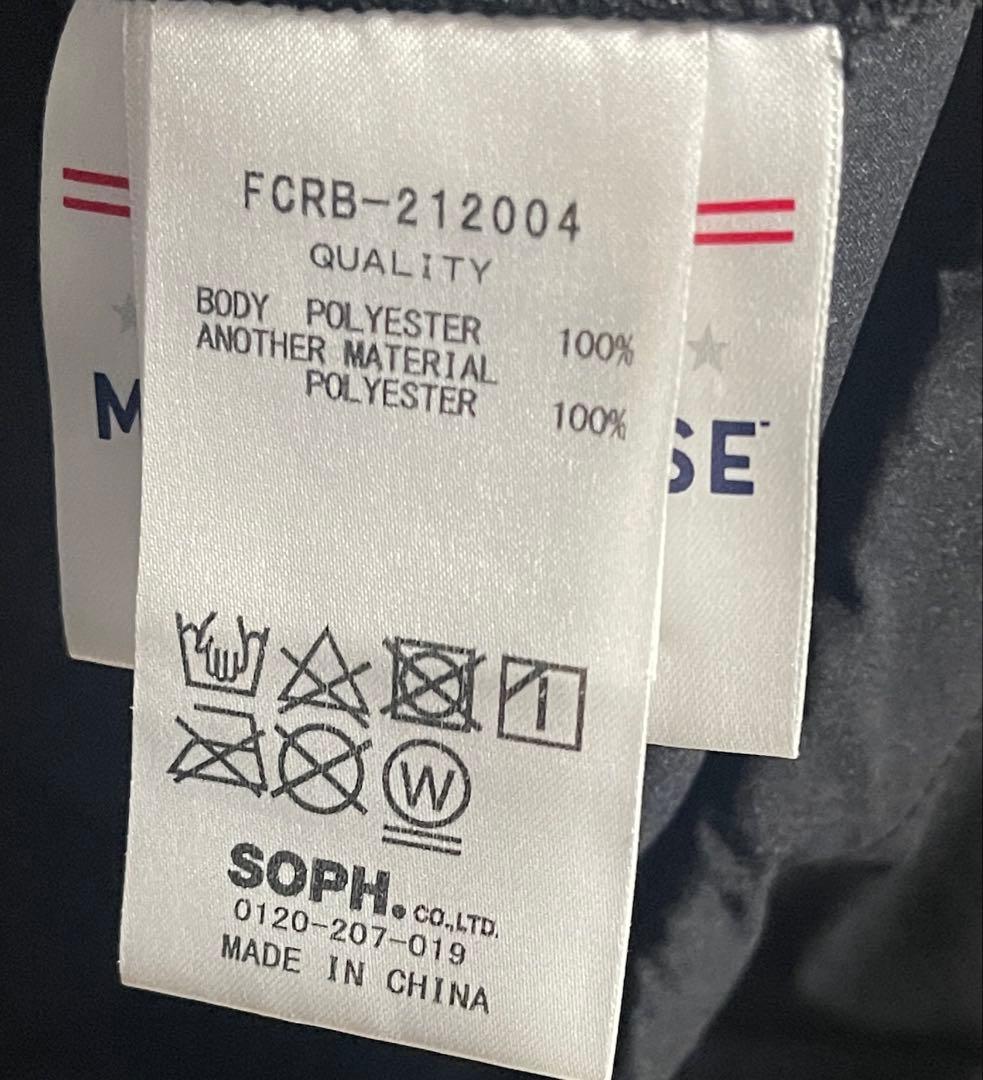 FCRB-212004
QUALITY
BODY POLYESTER 100%
ANOTHER MATERIAL
POLYESTER 100%
W
SOPH. CO.,LTD.
0120-207-019
MADE IN CHINA